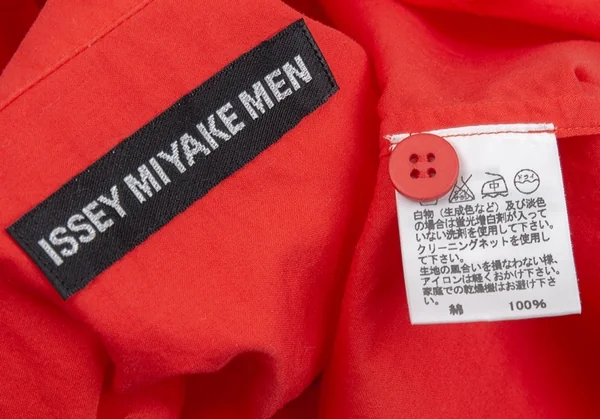 ISSEY MIYAKE MEN
中 ドライ
白物(生成色など)及び淡色
の場合は蛍光増白剤が入って
いない洗剤を使用して下さい。
クリーニングネットを使用し
て下さい。
生地の風合いを損なわない様、
アイロンは軽くおかけ下さい。
家庭での乾燥機はお避け下さ
い。
綿 100%